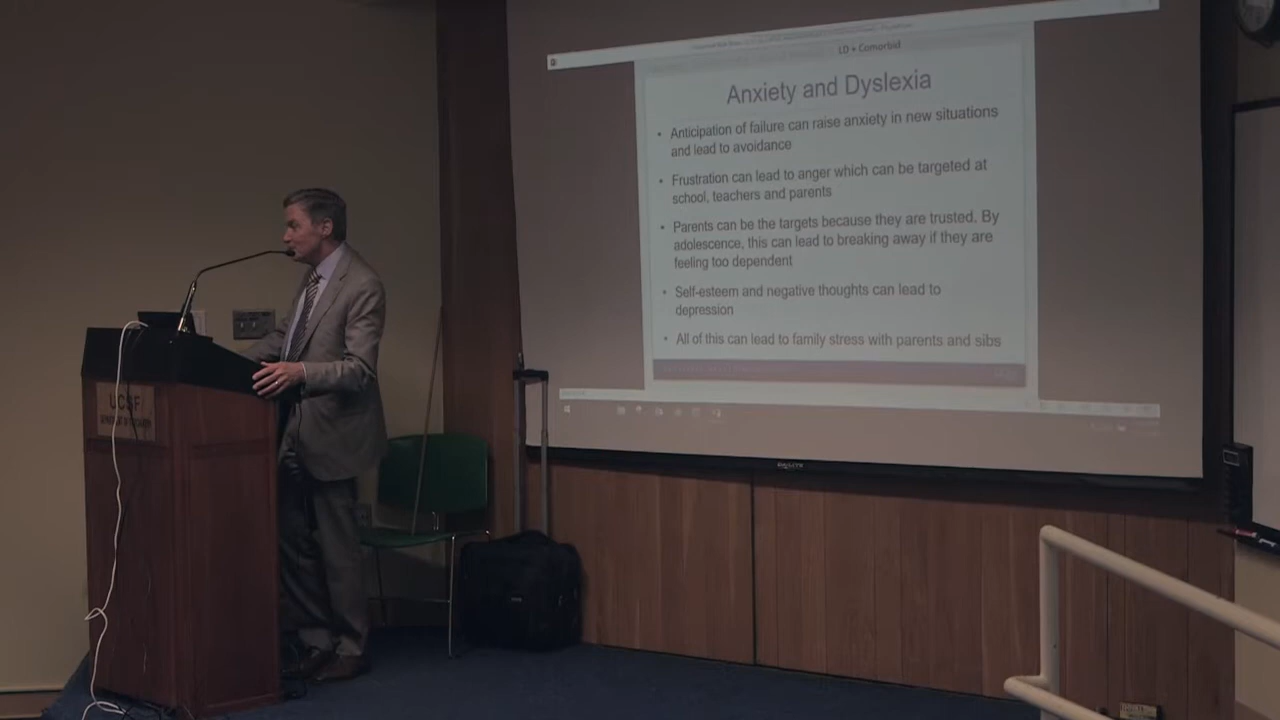 LD + Comorbid
Anxiety and Dyslexia
• Anticipation of failure can raise anxiety in new situations
and lead to avoidance
• Frustration can lead to anger which can be targeted at
school, teachers and parents
• Parents can be the targets because they are trusted. By
adolescence, this can lead to breaking away if they are
feeling too dependent
• Self-esteem and negative thoughts can lead to
depression
• All of this can lead to family stress with parents and sibs
UCSF
DA-LITE